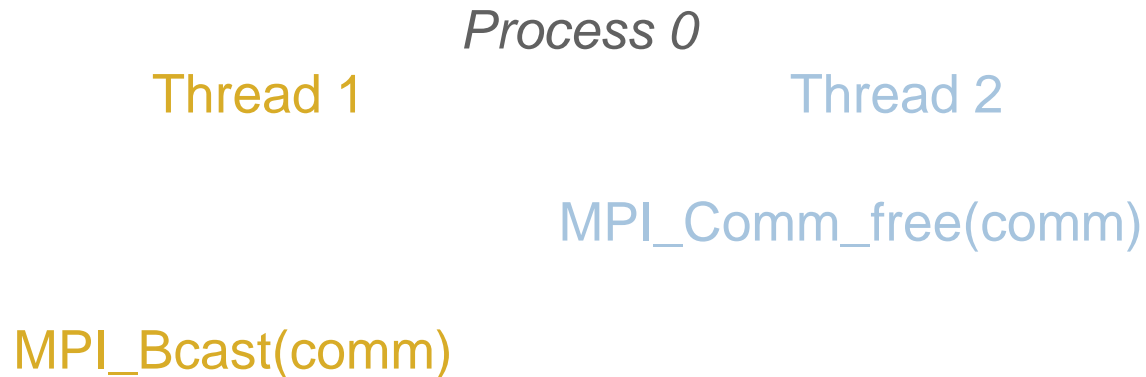 Process 0
Thread 1 Thread 2
MPI_Comm_free(comm)
MPI_Bcast(comm)